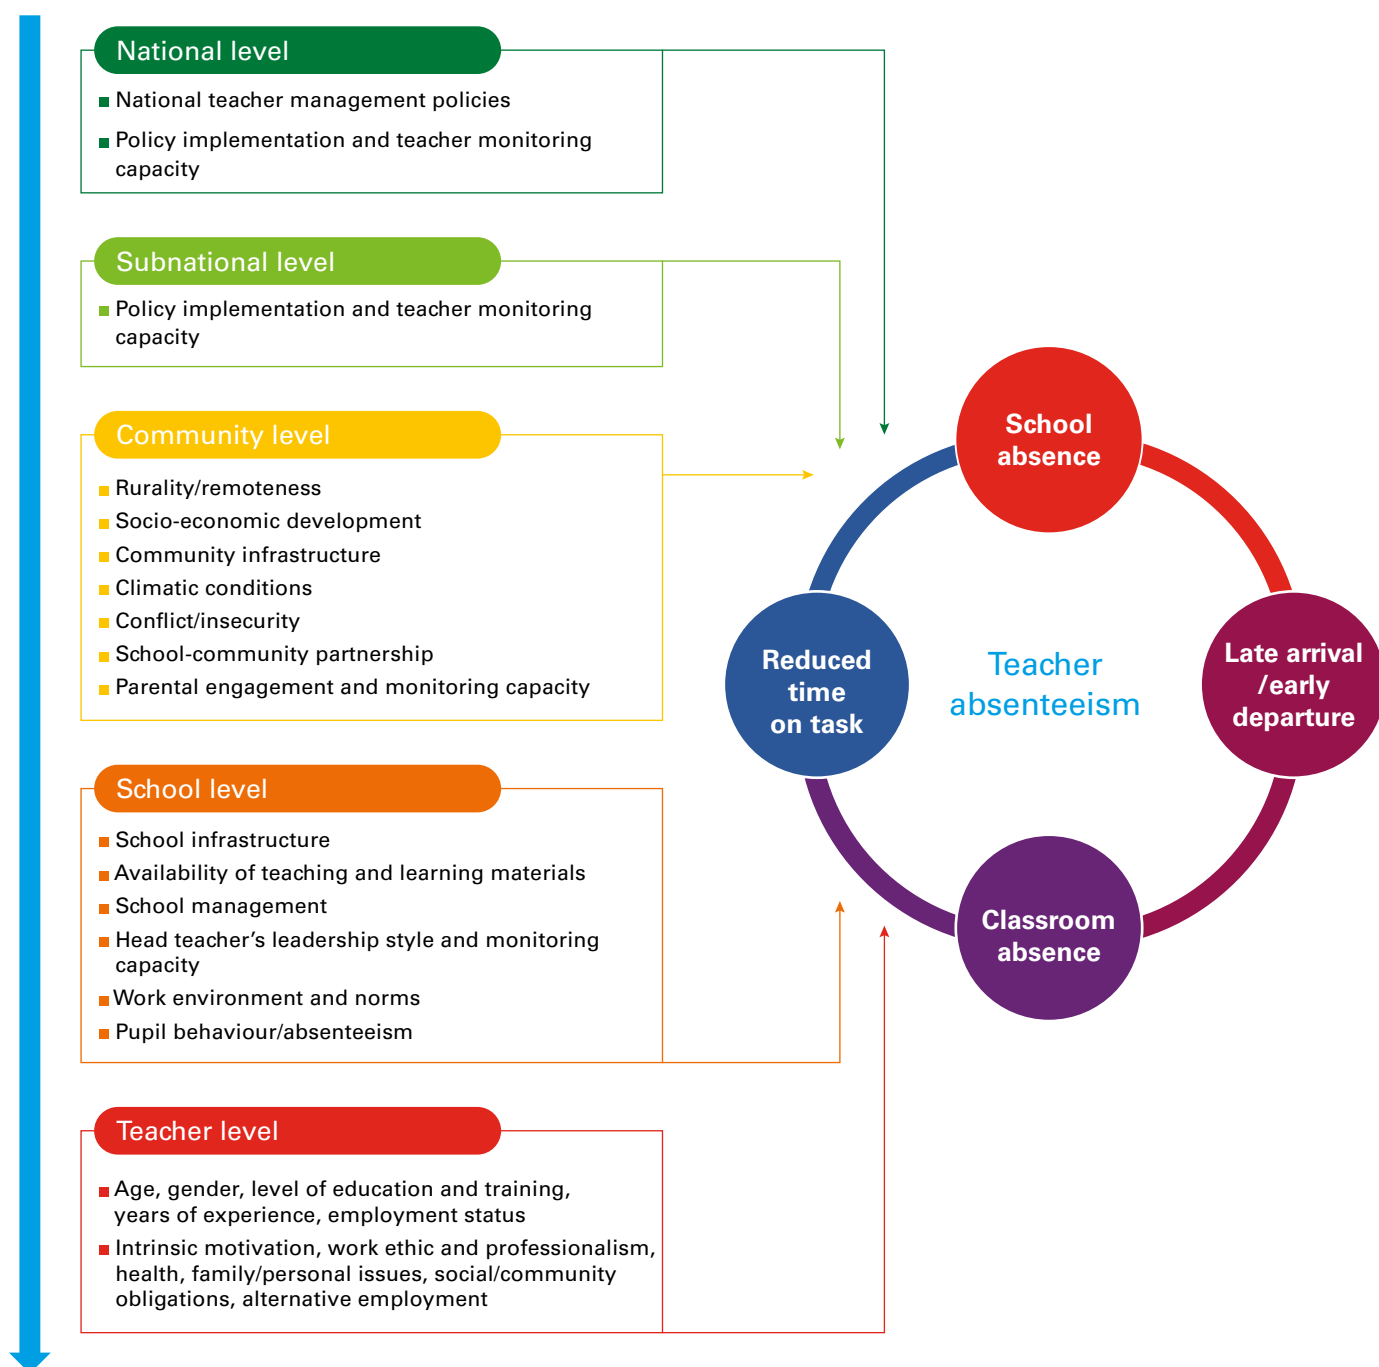 National level
National teacher management policies
Policy implementation and teacher monitoring
capacity
Subnational level
Policy implementation and teacher monitoring
capacity
Community level
Rurality/remoteness
Socio-economic development
Community infrastructure
Climatic conditions
Conflict/insecurity
School-community partnership
Parental engagement and monitoring capacity
School level
School infrastructure
Availability of teaching and learning materials
School management
Head teacher’s leadership style and monitoring
capacity
Work environment and norms
Pupil behaviour/absenteeism
Teacher level
Age, gender, level of education and training,
years of experience, employment status
Intrinsic motivation, work ethic and professionalism,
health, family/personal issues, social/community
obligations, alternative employment
School
absence
Reduced
time
on task
Teacher
absenteeism
Late arrival
/early
departure
Classroom
absence